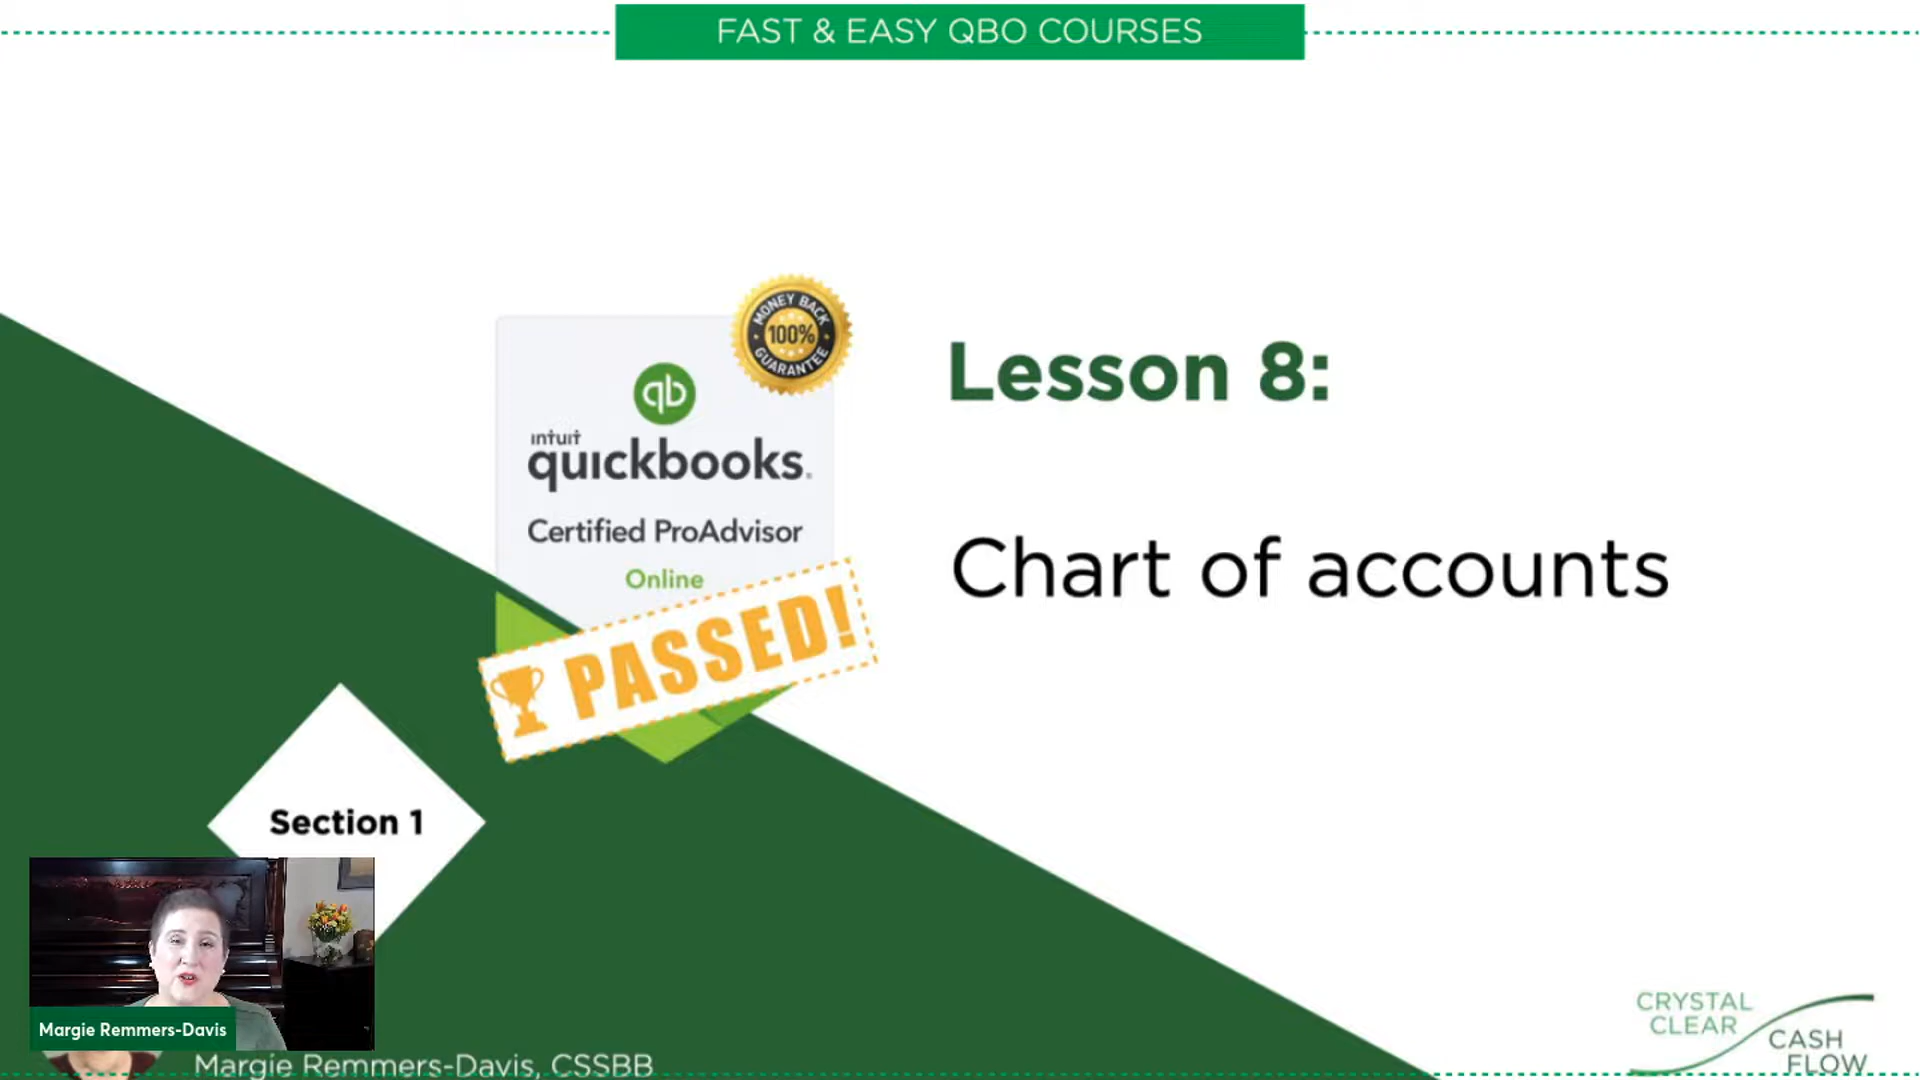 FAST & EASY QBO COURSES
MONEY BACK
100%
GUARANTEE
qb
intuit
quickbooks.
Certified ProAdvisor
Online
PASSED!
Lesson 8:
Chart of accounts
Section 1
Margie Remmers-Davis
Margie Remmers-Davis, CSSBB
CRYSTAL
CLEAR
CASH
FLOW